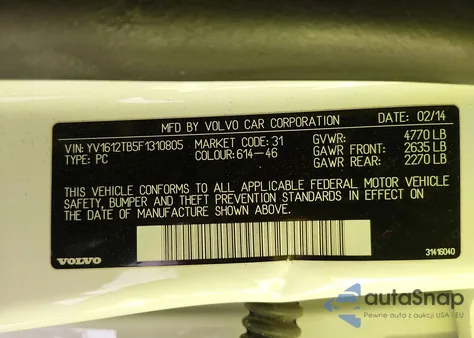 MFD BY VOLVO CAR CORPORATION DATE: 02/14
VIN: YV1612TB5F1310805 MARKET CODE: 31 GVWR: 4770 LB
TYPE: PC COLOUR: 614-46 GAWR FRONT: 2635 LB
GAWR REAR: 2270 LB
THIS VEHICLE CONFORMS TO ALL APPLICABLE FEDERAL MOTOR VEHICLE
SAFETY, BUMPER AND THEFT PREVENTION STANDARDS IN EFFECT ON
THE DATE OF MANUFACTURE SHOWN ABOVE.
VOLVO 31416040
autoSnap
Pewne auta z aukcji USA i EU